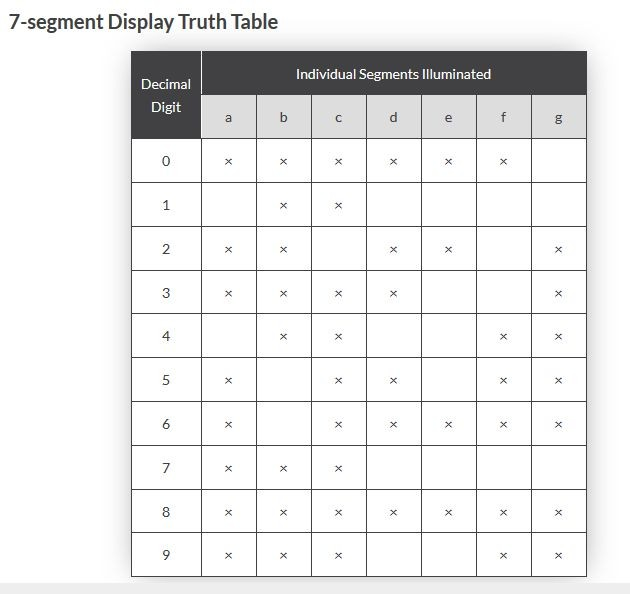 7-segment Display Truth Table
Decimal Digit Individual Segments Illuminated
a b c d e f g
0 × × × × × ×
1 × ×
2 × × × × ×
3 × × × × ×
4 × × × ×
5 × × × × ×
6 × × × × × ×
7 × × ×
8 × × × × × × ×
9 × × × × ×